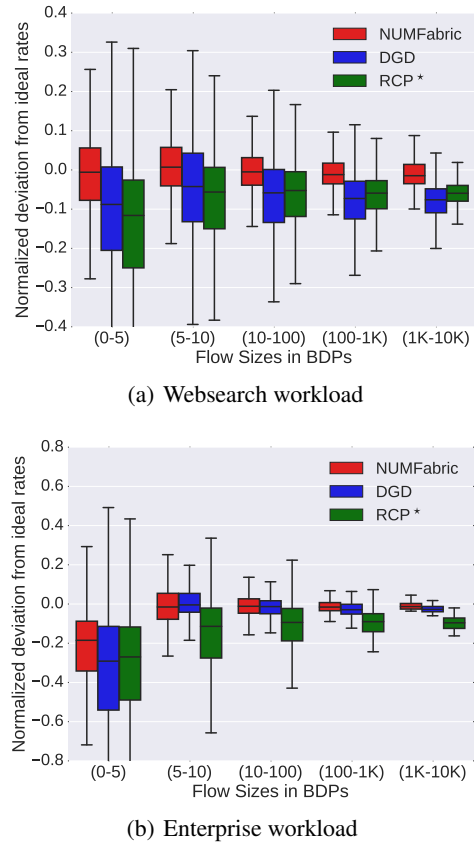 Normalized deviation from ideal rates
0.4
0.3
0.2
0.1
0.0
−0.1
−0.2
−0.3
−0.4
NUMFabric
DGD
RCP *
(0-5) (5-10) (10-100) (100-1K) (1K-10K)
Flow Sizes in BDPs
(a) Websearch workload
Normalized deviation from ideal rates
0.8
0.6
0.4
0.2
0.0
−0.2
−0.4
−0.6
−0.8
NUMFabric
DGD
RCP *
(0-5) (5-10) (10-100) (100-1K) (1K-10K)
Flow Sizes in BDPs
(b) Enterprise workload